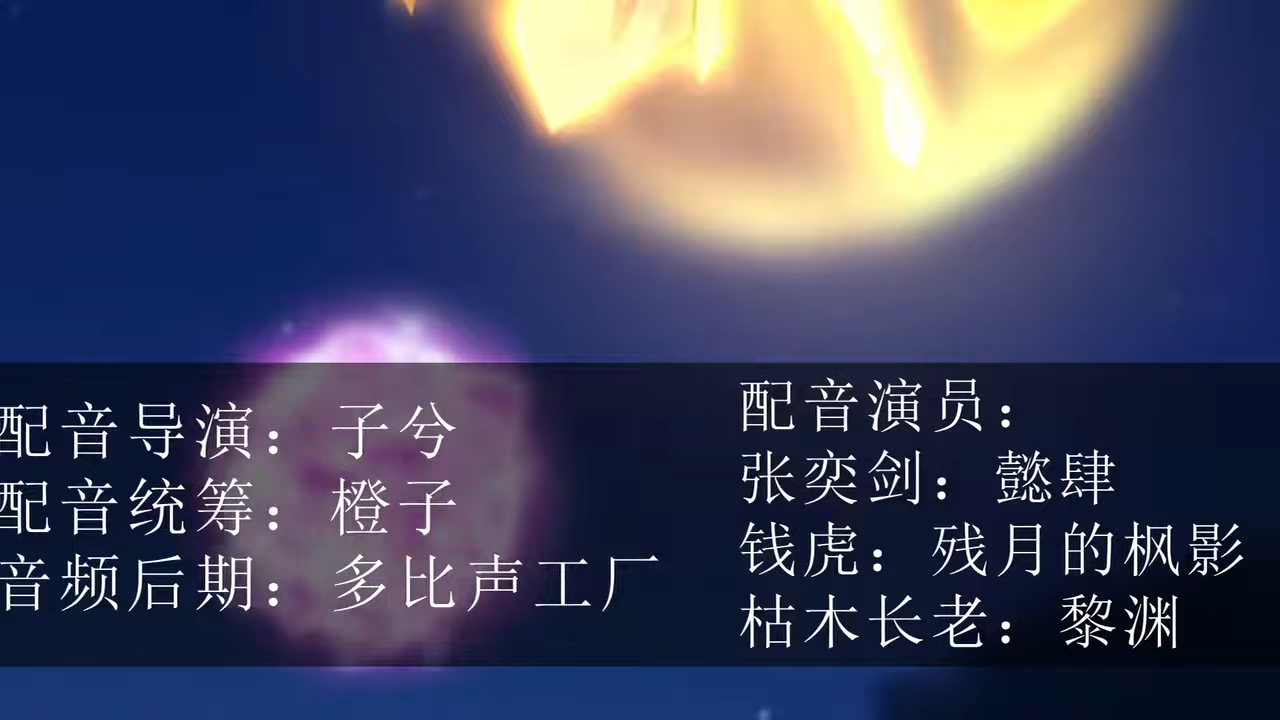 配音导演：子兮
配音统筹：橙子
音频后期：多比声工厂
配音演员：
张奕剑：懿肆
钱虎：残月的枫影
枯木长老：黎渊